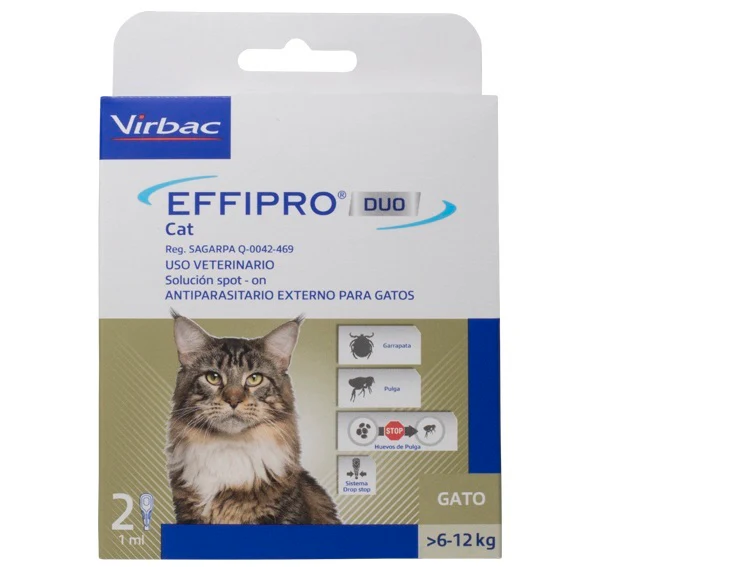 Virbac
EFFIPRO® DUO
Cat
Reg. SAGARPA Q-0042-469
USO VETERINARIO
Solución spot - on
ANTIPARASITARIO EXTERNO PARA GATOS
Garrapata
Pulga
STOP
Huevos de Pulga
Sistema
Drop stop
2
1 ml
GATO
>6-12 kg